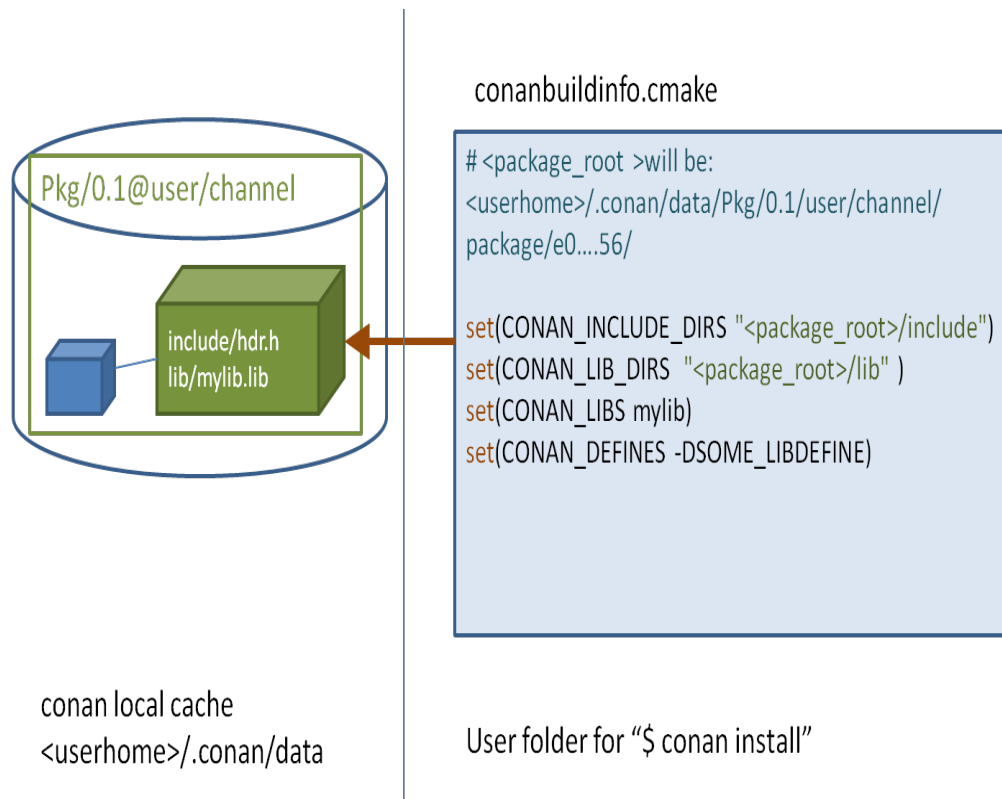 Pkg/0.1@user/channel
include/hdr.h
lib/mylib.lib
conan local cache
<userhome>/.conan/data
conanbuildinfo.cmake
# <package_root >will be:
<userhome>/.conan/data/Pkg/0.1/user/channel/
package/e0....56/
set(CONAN_INCLUDE_DIRS "<package_root>/include")
set(CONAN_LIB_DIRS "<package_root>/lib" )
set(CONAN_LIBS mylib)
set(CONAN_DEFINES -DSOME_LIBDEFINE)
User folder for “$ conan install”